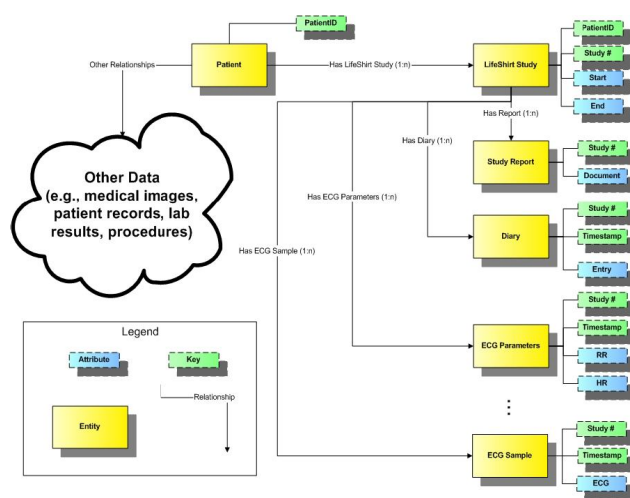 PatientID
Patient
Other Relationships
Has LifeShirt Study (1:n)
LifeShirt Study
PatientID
Study #
Start
End
Has Report (1:n)
Has Diary (1:n)
Study Report
Study #
Document
Other Data
(e.g., medical images,
patient records, lab
results, procedures)
Has ECG Parameters (1:n)
Has ECG Sample (1:n)
Diary
Study #
Timestamp
Entry
ECG Parameters
Study #
Timestamp
RR
HR
ECG Sample
Study #
Timestamp
ECG
Legend
Attribute
Key
Relationship
Entity